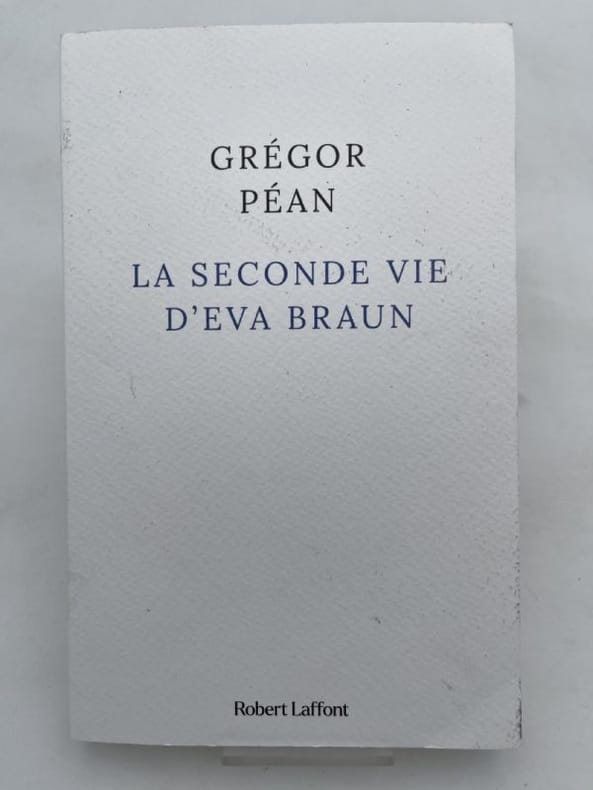 GRÉGOR
PÉAN
LA SECONDE VIE
D'EVA BRAUN
Robert Laffont